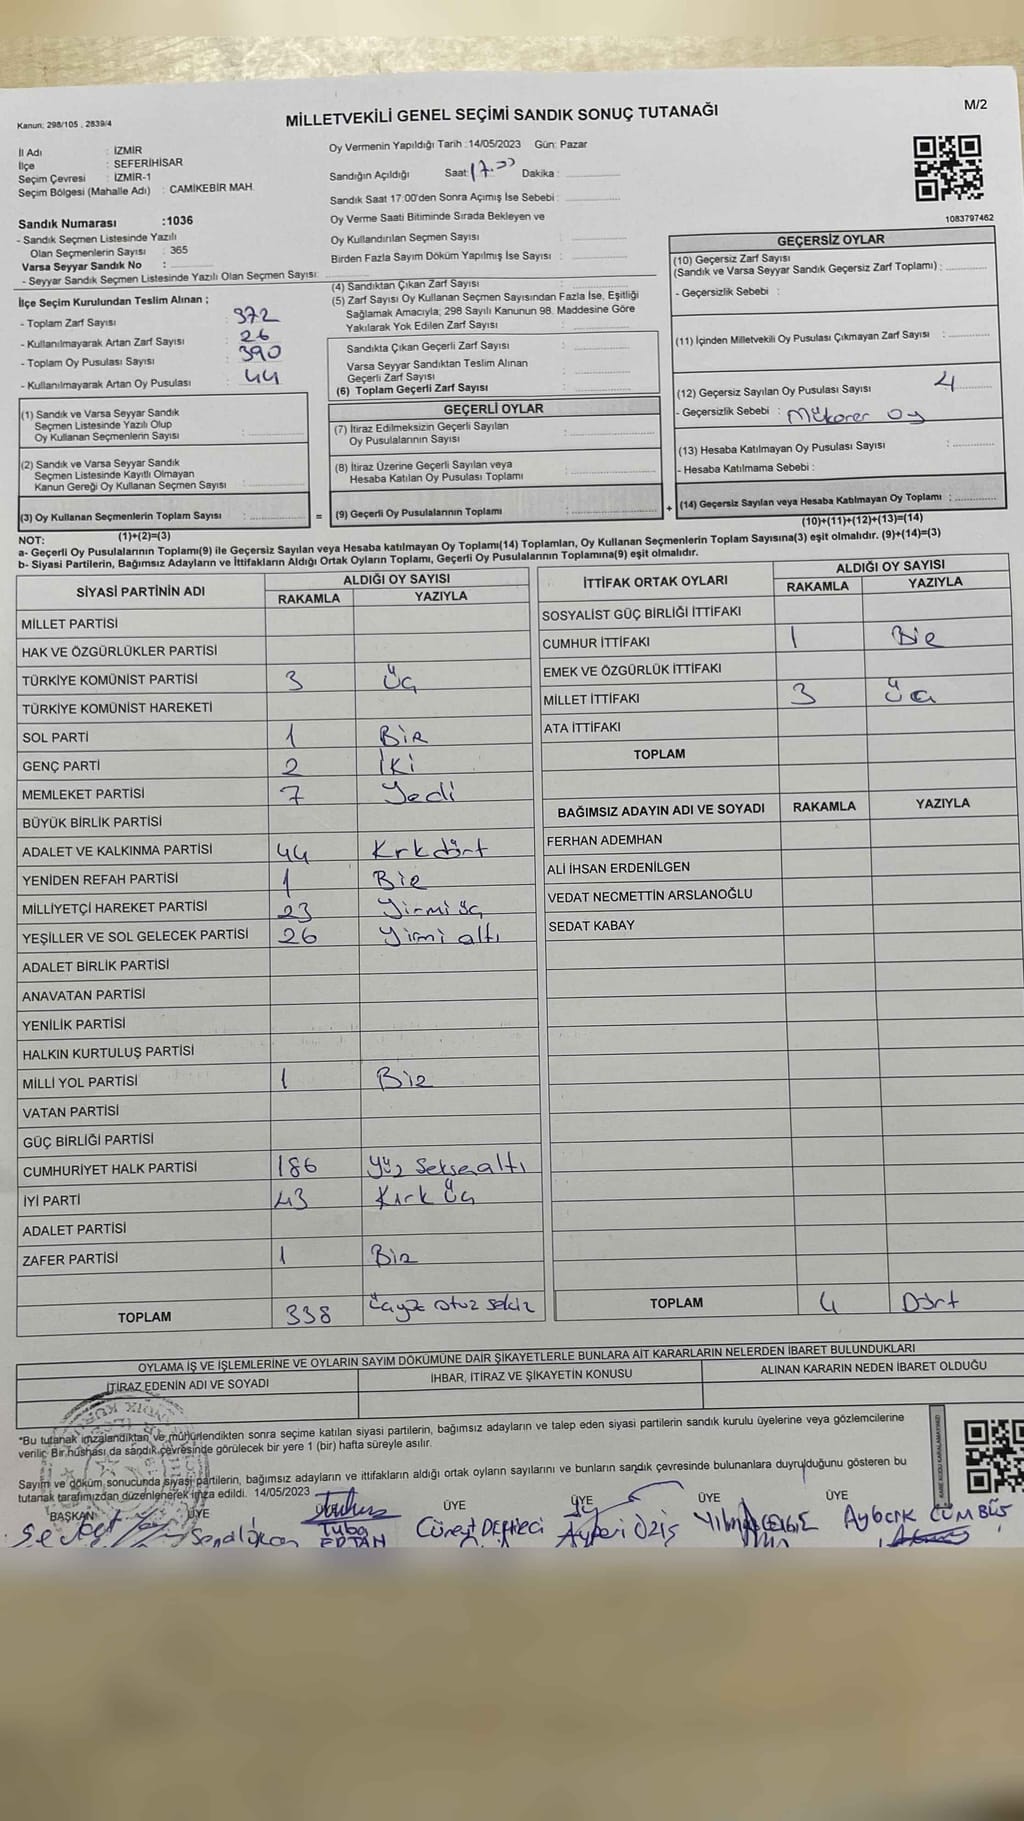 Kanun: 298/105 , 2839/4
MİLLETVEKİLİ GENEL SEÇİMİ SANDIK SONUÇ TUTANAĞI
M/2
İl Adı : İZMİR
İlçe : SEFERİHİSAR
Seçim Çevresi : İZMİR-1
Seçim Bölgesi (Mahalle Adı) : CAMİKEBİR MAH.
Oy Vermenin Yapıldığı Tarih :14/05/2023 Gün: Pazar
Sandığın Açıldığı Saat: 17.00 Dakika :
Sandık Saat 17:00'den Sonra Açımış İse Sebebi :
Oy Verme Saati Bitiminde Sırada Bekleyen ve
Oy Kullandırılan Seçmen Sayısı :
Birden Fazla Sayım Döküm Yapılmış İse Sayısı :
1083797462
Sandık Numarası :1036
- Sandık Seçmen Listesinde Yazılı
Olan Seçmenlerin Sayısı : 365
Varsa Seyyar Sandık No :
- Seyyar Sandık Seçmen Listesinde Yazılı Olan Seçmen Sayısı:
İlçe Seçim Kurulundan Teslim Alınan ;
- Toplam Zarf Sayısı : 372
- Kullanılmayarak Artan Zarf Sayısı : 26
- Toplam Oy Pusulası Sayısı : 390
- Kullanılmayarak Artan Oy Pusulası : 44
(1) Sandık ve Varsa Seyyar Sandık
Seçmen Listesinde Yazılı Olup
Oy Kullanan Seçmenlerin Sayısı :
(2) Sandık ve Varsa Seyyar Sandık
Seçmen Listesinde Kayıtlı Olmayan
Kanun Gereği Oy Kullanan Seçmen Sayısı :
(3) Oy Kullanan Seçmenlerin Toplam Sayısı :
(1)+(2)=(3)
(4) Sandıktan Çıkan Zarf Sayısı :
(5) Zarf Sayısı Oy Kullanan Seçmen Sayısından Fazla İse, Eşitliği
Sağlamak Amacıyla; 298 Sayılı Kanunun 98. Maddesine Göre
Yakılarak Yok Edilen Zarf Sayısı :
Sandıkta Çıkan Geçerli Zarf Sayısı :
Varsa Seyyar Sandıktan Teslim Alınan
Geçerli Zarf Sayısı :
(6) Toplam Geçerli Zarf Sayısı :
GEÇERLİ OYLAR
(7) İtiraz Edilmeksizin Geçerli Sayılan
Oy Pusulalarının Sayısı :
(8) İtiraz Üzerine Geçerli Sayılan veya
Hesaba Katılan Oy Pusulası Toplamı :
= (9) Geçerli Oy Pusulalarının Toplamı :
GEÇERSİZ OYLAR
(10) Geçersiz Zarf Sayısı
(Sandık ve Varsa Seyyar Sandık Geçersiz Zarf Toplamı) :
- Geçersizlik Sebebi :
(11) İçinden Milletvekili Oy Pusulası Çıkmayan Zarf Sayısı :
(12) Geçersiz Sayılan Oy Pusulası Sayısı : 4
- Geçersizlik Sebebi : Mükerer oy
(13) Hesaba Katılmayan Oy Pusulası Sayısı :
- Hesaba Katılmama Sebebi :
+ (14) Geçersiz Sayılan veya Hesaba Katılmayan Oy Toplamı :
(10)+(11)+(12)+(13)=(14)
NOT:
a- Geçerli Oy Pusulalarının Toplamı(9) ile Geçersiz Sayılan veya Hesaba katılmayan Oy Toplamı(14) Toplamları, Oy Kullanan Seçmenlerin Toplam Sayısına(3) eşit olmalıdır. (9)+(14)=(3)
b- Siyasi Partilerin, Bağımsız Adayların ve İttifakların Aldığı Ortak Oyların Toplamı, Geçerli Oy Pusulalarının Toplamına(9) eşit olmalıdır.
SİYASİ PARTİNİN ADI ALDIĞI OY SAYISI
RAKAMLA YAZIYLA
MİLLET PARTİSİ
HAK VE ÖZGÜRLÜKLER PARTİSİ
TÜRKİYE KOMÜNİST PARTİSİ 3 Üç
TÜRKİYE KOMÜNİST HAREKETİ
SOL PARTİ 1 Bir
GENÇ PARTİ 2 İki
MEMLEKET PARTİSİ 7 Yedi
BÜYÜK BİRLİK PARTİSİ
ADALET VE KALKINMA PARTİSİ 44 Krkdört
YENİDEN REFAH PARTİSİ 1 Bir
MİLLİYETÇİ HAREKET PARTİSİ 23 Yirmi üç
YEŞİLLER VE SOL GELECEK PARTİSİ 26 Yirmi altı
ADALET BİRLİK PARTİSİ
ANAVATAN PARTİSİ
YENİLİK PARTİSİ
HALKIN KURTULUŞ PARTİSİ
MİLLİ YOL PARTİSİ 1 Bir
VATAN PARTİSİ
GÜÇ BİRLİĞİ PARTİSİ
CUMHURİYET HALK PARTİSİ 186 Yüz Seksenaltı
İYİ PARTİ 43 Kırk Üç
ADALET PARTİSİ
ZAFER PARTİSİ 1 Bir
TOPLAM 338 Üçyüz otuz sekiz
İTTİFAK ORTAK OYLARI ALDIĞI OY SAYISI
RAKAMLA YAZIYLA
SOSYALİST GÜÇ BİRLİĞİ İTTİFAKI
CUMHUR İTTİFAKI 1 Bir
EMEK VE ÖZGÜRLÜK İTTİFAKI
MİLLET İTTİFAKI 3 Üç
ATA İTTİFAKI
TOPLAM
BAĞIMSIZ ADAYIN ADI VE SOYADI RAKAMLA YAZIYLA
FERHAN ADEMHAN
ALİ İHSAN ERDENİLGEN
VEDAT NECMETTİN ARSLANOĞLU
SEDAT KABAY
TOPLAM 4 Dört
OYLAMA İŞ VE İŞLEMLERİNE VE OYLARIN SAYIM DÖKÜMÜNE DAİR ŞİKAYETLERLE BUNLARA AİT KARARLARIN NELERDEN İBARET BULUNDUKLARI
İTİRAZ EDENİN ADI VE SOYADI İHBAR, İTİRAZ VE ŞİKAYETİN KONUSU ALINAN KARARIN NEDEN İBARET OLDUĞU
*Bu tutanak imzalandıktan ve mühürlendikten sonra seçime katılan siyasi partilerin, bağımsız adayların ve talep eden siyasi partilerin sandık kurulu üyelerine veya gözlemcilerine
verilir. Bir nüshası da sandık çevresinde görülecek bir yere 1 (bir) hafta süreyle asılır.
Sayım ve döküm sonucunda siyasi partilerin, bağımsız adayların ve ittifakların aldığı ortak oyların sayılarını ve bunların sandık çevresinde bulunanlara duyrulduğunu gösteren bu
tutanak tarafımızdan düzenlenerek imza edildi. 14/05/2023
BAŞKAN ÜYE ÜYE ÜYE ÜYE ÜYE ÜYE
Tuba
Ayberk CÜMBÜŞ
KARE KODU KARALAMAYINIZ!